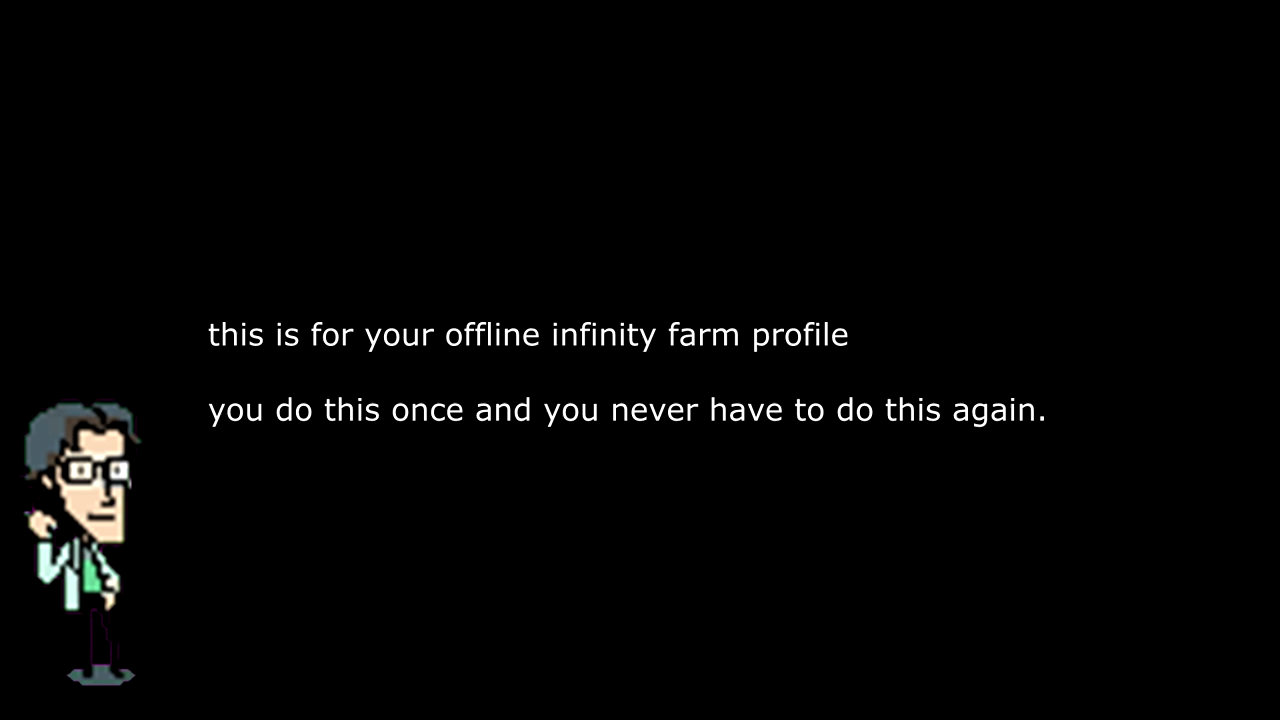 this is for your offline infinity farm profile
you do this once and you never have to do this again.